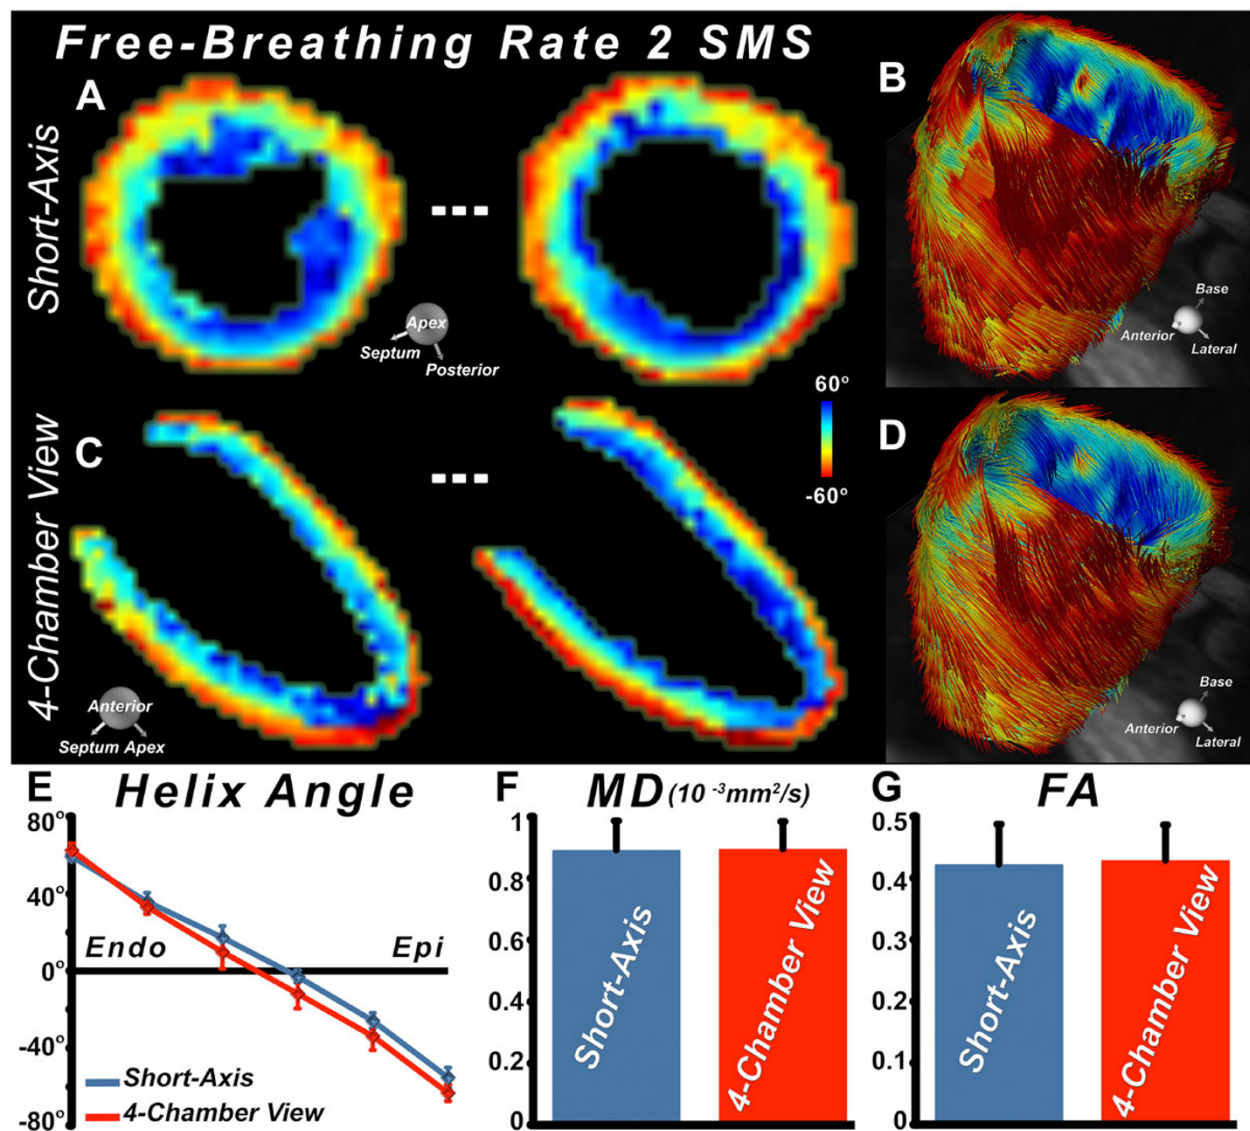 Free-Breathing Rate 2 SMS
A
B
Short-Axis
Apex
Septum
Posterior
Base
Anterior
Lateral
60°
-60°
4-Chamber View
C
D
Anterior
Septum Apex
Base
Anterior
Lateral
E Helix Angle
80°
40°
0°
-40°
-80°
Endo
Epi
Short-Axis
4-Chamber View
F MD (10 -3mm²/s)
1
0.8
0.6
0.4
0.2
0
Short-Axis
4-Chamber View
G FA
0.5
0.4
0.3
0.2
0.1
0
Short-Axis
4-Chamber View